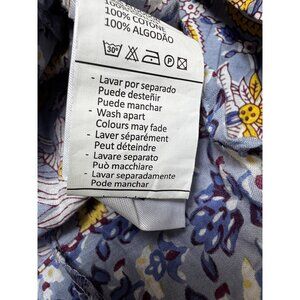 100% COTONE
100% ALGODÃO
30°
P
- Lavar por separado
Puede desteñir
Puede manchar
- Wash apart
Colours may fade
- Laver séparément
Peut déteindre
- Lavare separato
Può macchiare
- Lavar separadamente
Pode manchar